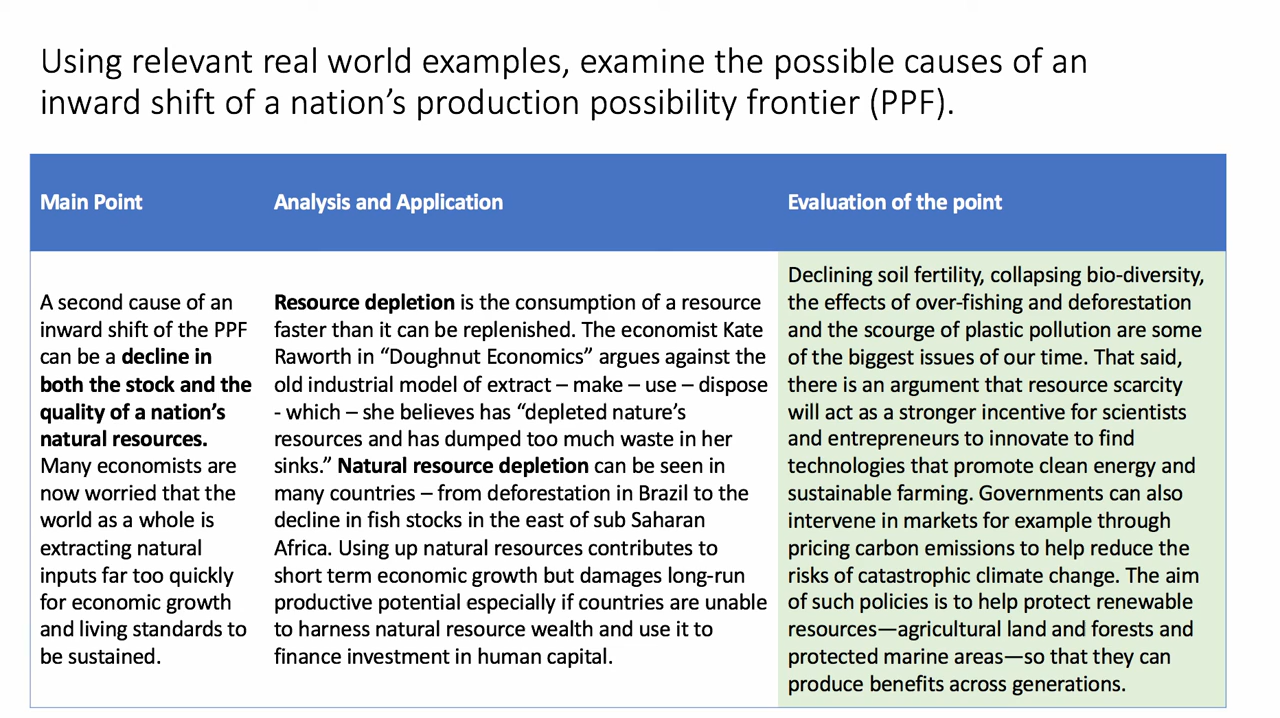 Using relevant real world examples, examine the possible causes of an
inward shift of a nation’s production possibility frontier (PPF).
Main Point
Analysis and Application
Evaluation of the point
A second cause of an
inward shift of the PPF
can be a decline in
both the stock and the
quality of a nation’s
natural resources.
Many economists are
now worried that the
world as a whole is
extracting natural
inputs far too quickly
for economic growth
and living standards to
be sustained.
Resource depletion is the consumption of a resource
faster than it can be replenished. The economist Kate
Raworth in “Doughnut Economics” argues against the
old industrial model of extract – make – use – dispose
- which – she believes has “depleted nature’s
resources and has dumped too much waste in her
sinks.” Natural resource depletion can be seen in
many countries – from deforestation in Brazil to the
decline in fish stocks in the east of sub Saharan
Africa. Using up natural resources contributes to
short term economic growth but damages long-run
productive potential especially if countries are unable
to harness natural resource wealth and use it to
finance investment in human capital.
Declining soil fertility, collapsing bio-diversity,
the effects of over-fishing and deforestation
and the scourge of plastic pollution are some
of the biggest issues of our time. That said,
there is an argument that resource scarcity
will act as a stronger incentive for scientists
and entrepreneurs to innovate to find
technologies that promote clean energy and
sustainable farming. Governments can also
intervene in markets for example through
pricing carbon emissions to help reduce the
risks of catastrophic climate change. The aim
of such policies is to help protect renewable
resources—agricultural land and forests and
protected marine areas—so that they can
produce benefits across generations.